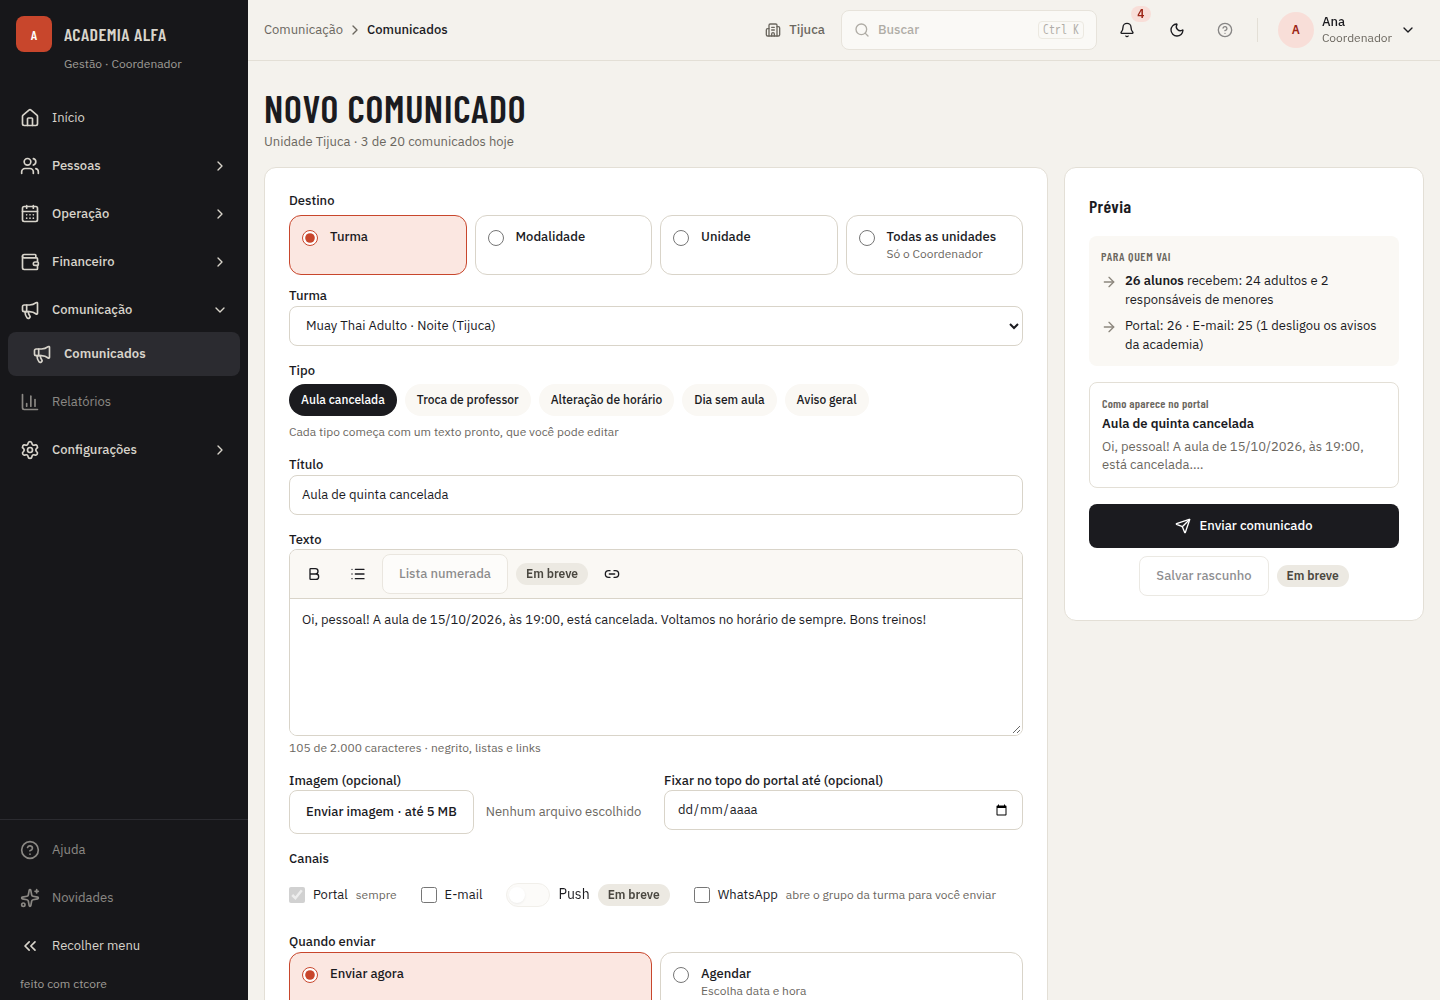 A
ACADEMIA ALFA
Gestão · Coordenador
Início
Pessoas
Operação
Financeiro
Comunicação
Comunicados
Relatórios
Configurações
Ajuda
Novidades
Recolher menu
feito com ctcore
Comunicação
Comunicados
Tijuca
Buscar
Ctrl K
4
A
Ana
Coordenador
NOVO COMUNICADO
Unidade Tijuca · 3 de 20 comunicados hoje
Destino
Turma
Modalidade
Unidade
Todas as unidades
Só o Coordenador
Turma
Muay Thai Adulto · Noite (Tijuca)
Tipo
Aula cancelada
Troca de professor
Alteração de horário
Dia sem aula
Aviso geral
Cada tipo começa com um texto pronto, que você pode editar
Título
Aula de quinta cancelada
Texto
B
Lista numerada
Em breve
Oi, pessoal! A aula de 15/10/2026, às 19:00, está cancelada. Voltamos no horário de sempre. Bons treinos!
105 de 2.000 caracteres · negrito, listas e links
Imagem (opcional)
Enviar imagem · até 5 MB
Nenhum arquivo escolhido
Fixar no topo do portal até (opcional)
dd/mm/aaaa
Canais
Portal sempre
E-mail
Push
Em breve
WhatsApp abre o grupo da turma para você enviar
Quando enviar
Enviar agora
Agendar
Escolha data e hora
Prévia
PARA QUEM VAI
26 alunos recebem: 24 adultos e 2
responsáveis de menores
Portal: 26 · E-mail: 25 (1 desligou os avisos
da academia)
Como aparece no portal
Aula de quinta cancelada
Oi, pessoal! A aula de 15/10/2026, às 19:00,
está cancelada....
Enviar comunicado
Salvar rascunho
Em breve